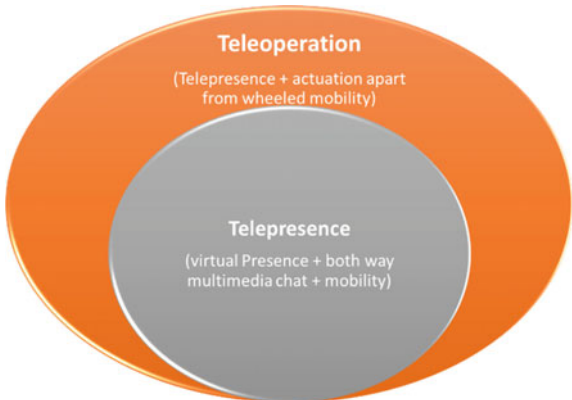 Teleoperation
(Telepresence + actuation apart
from wheeled mobility)
Telepresence
(virtual Presence + both way
multimedia chat + mobility)